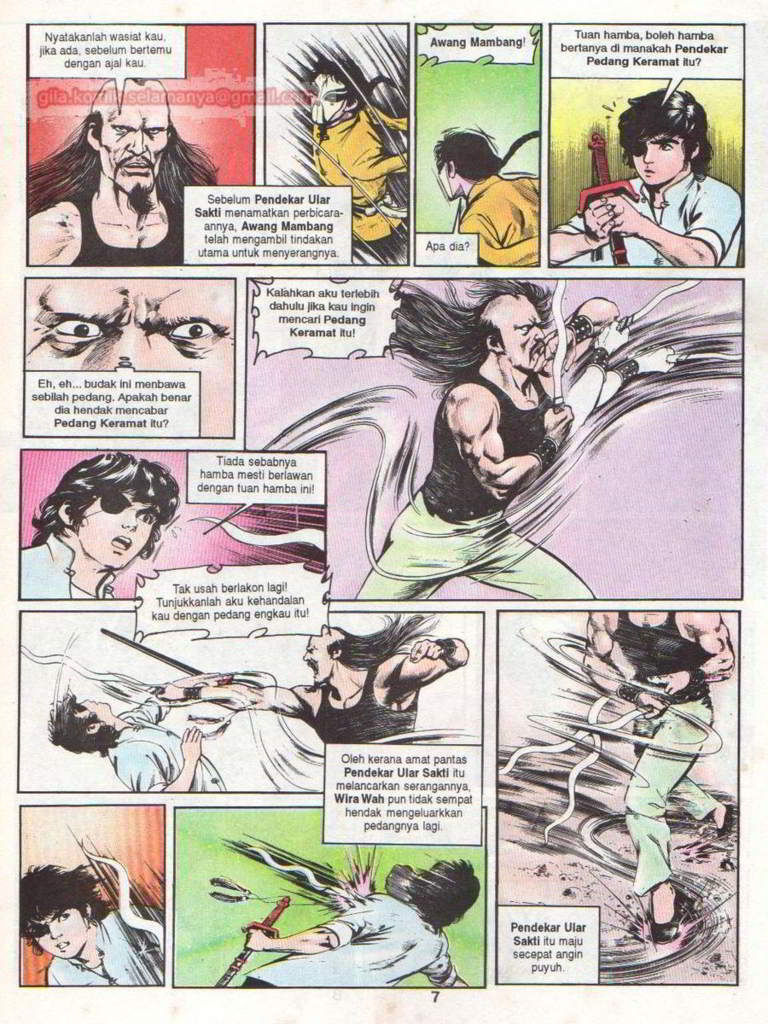 Nyatakanlah wasiat kau,
jika ada, sebelum bertemu
dengan ajal kau.
Sebelum Pendekar Ular
Sakti menamatkan perbicara-
annya, Awang Mambang
telah mengambil tindakan
utama untuk menyerangnya.
Awang Mambang!
Apa dia?
Tuan hamba, boleh hamba
bertanya di manakah Pendekar
Pedang Keramat itu?
Eh, eh... budak ini menbawa
sebilah pedang. Apakah benar
dia hendak mencabar
Pedang Keramat itu?
Kalahkan aku terlebih
dahulu jika kau ingin
mencari Pedang
Keramat itu!
Tiada sebabnya
hamba mesti berlawan
dengan tuan hamba ini!
Tak usah berlakon lagi!
Tunjukkanlah aku kehandalan
kau dengan pedang engkau itu!
Oleh kerana amat pantas
Pendekar Ular Sakti itu
melancarkan serangannya,
Wira Wah pun tidak sempat
hendak mengeluarkkan
pedangnya lagi.
Pendekar Ular
Sakti itu maju
secepat angin
puyuh.
7